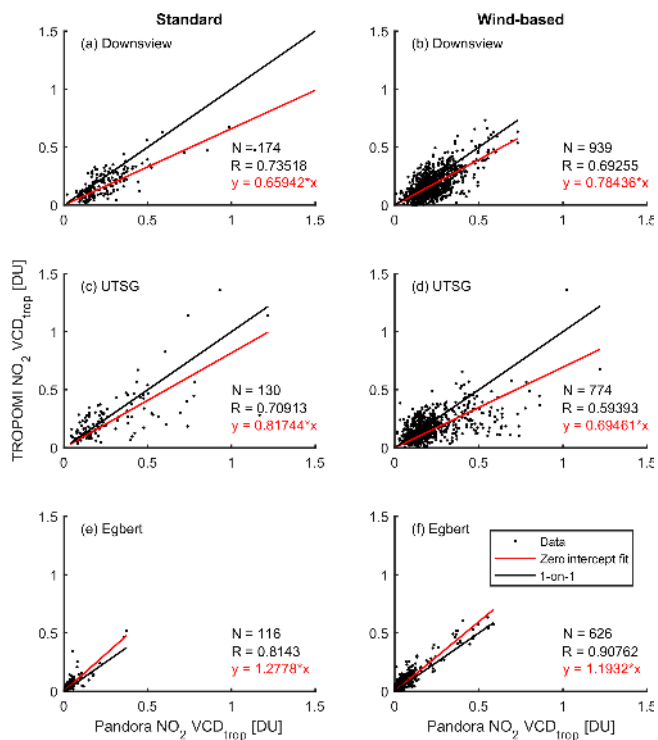 Standard
Wind-based
(a) Downsview
N = 174
R = 0.73518
y = 0.65942*x
1.5
1
0.5
0
0
0.5
1
1.5
(b) Downsview
N = 939
R = 0.69255
y = 0.78436*x
1.5
1
0.5
0
0
0.5
1
1.5
TROPOMI NO2 VCDtrop [DU]
(c) UTSG
N = 130
R = 0.70913
y = 0.81744*x
1.5
1
0.5
0
0
0.5
1
1.5
(d) UTSG
N = 774
R = 0.59393
y = 0.69461*x
1.5
1
0.5
0
0
0.5
1
1.5
(e) Egbert
N = 116
R = 0.8143
y = 1.2778*x
1.5
1
0.5
0
0
0.5
1
1.5
Pandora NO2 VCDtrop [DU]
(f) Egbert
Data
Zero intercept fit
1-on-1
N = 626
R = 0.90762
y = 1.1932*x
1.5
1
0.5
0
0
0.5
1
1.5
Pandora NO2 VCDtrop [DU]